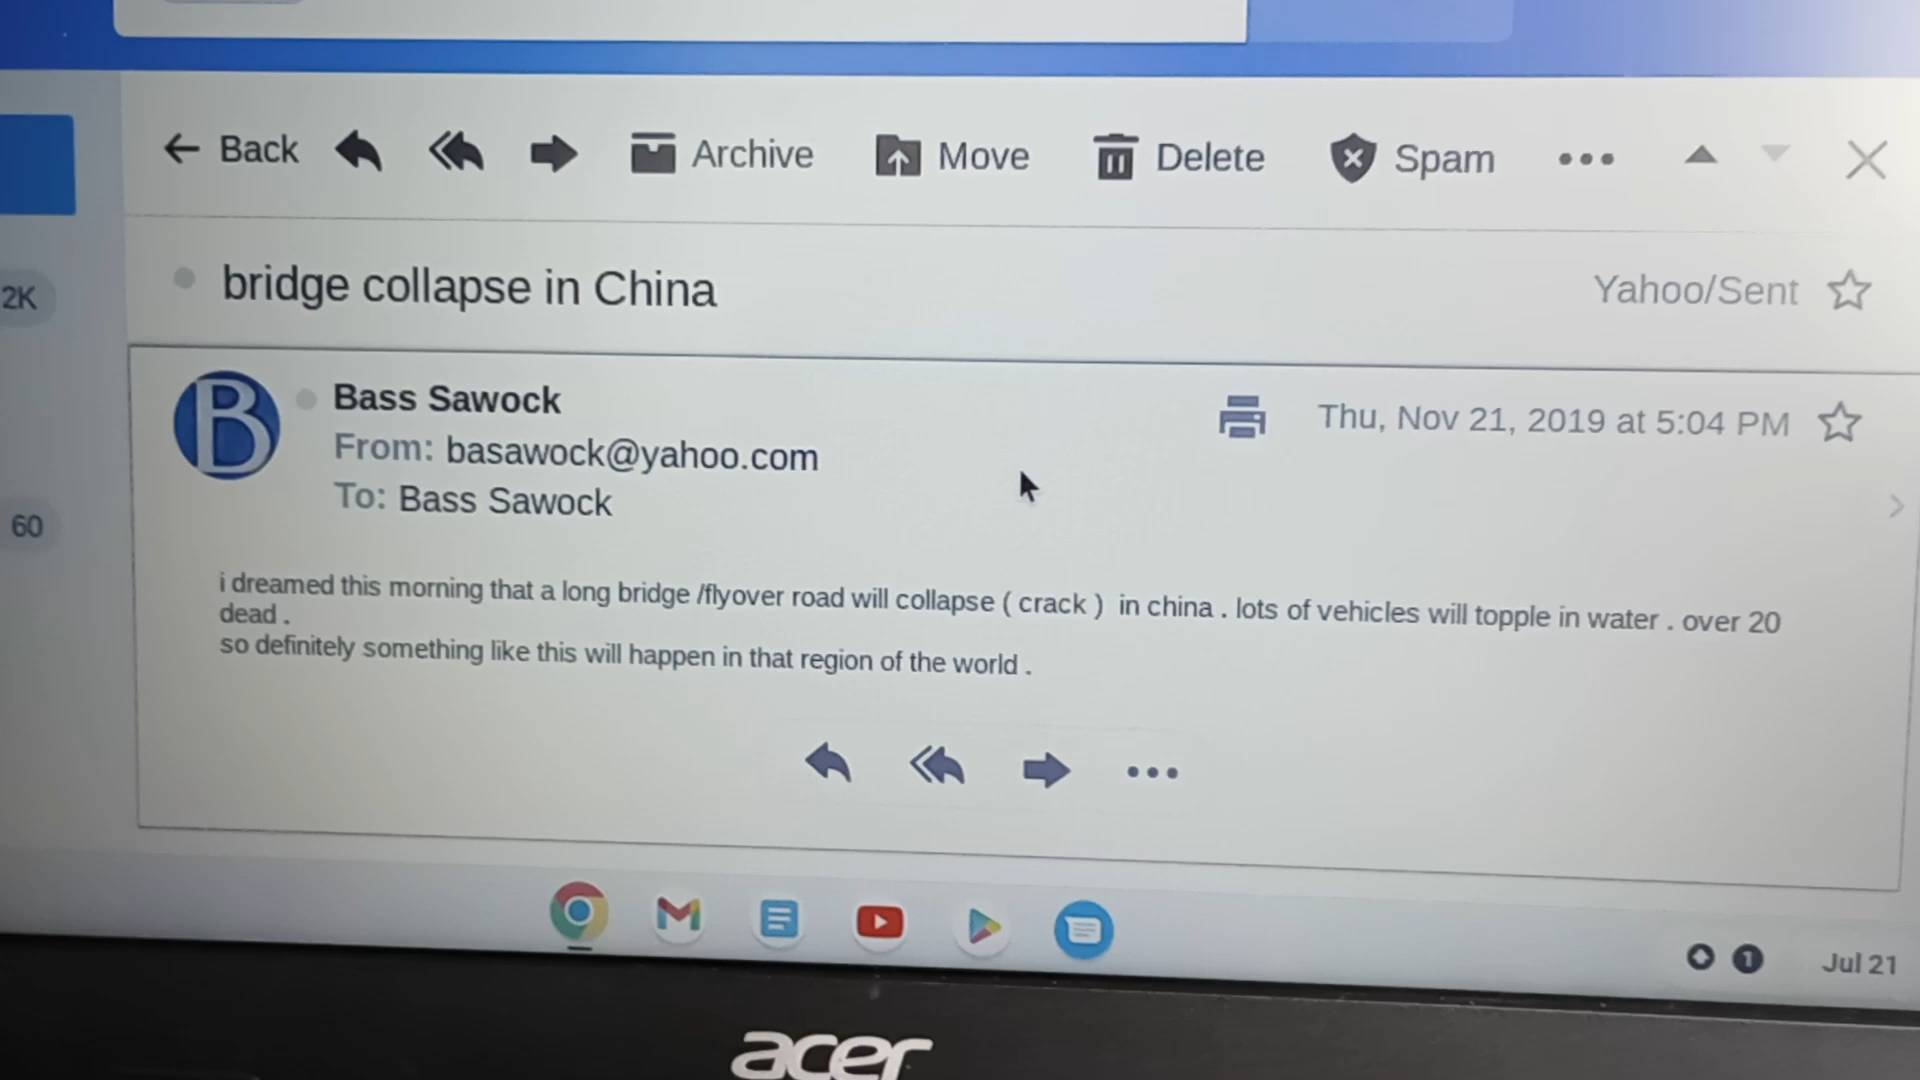 Back Archive Move Delete Spam
bridge collapse in China Yahoo/Sent
2K
B Bass Sawock
From: basawock@yahoo.com Thu, Nov 21, 2019 at 5:04 PM
To: Bass Sawock
60
i dreamed this morning that a long bridge /flyover road will collapse ( crack ) in china . lots of vehicles will topple in water . over 20
dead .
so definitely something like this will happen in that region of the world .
1 Jul 21
acer